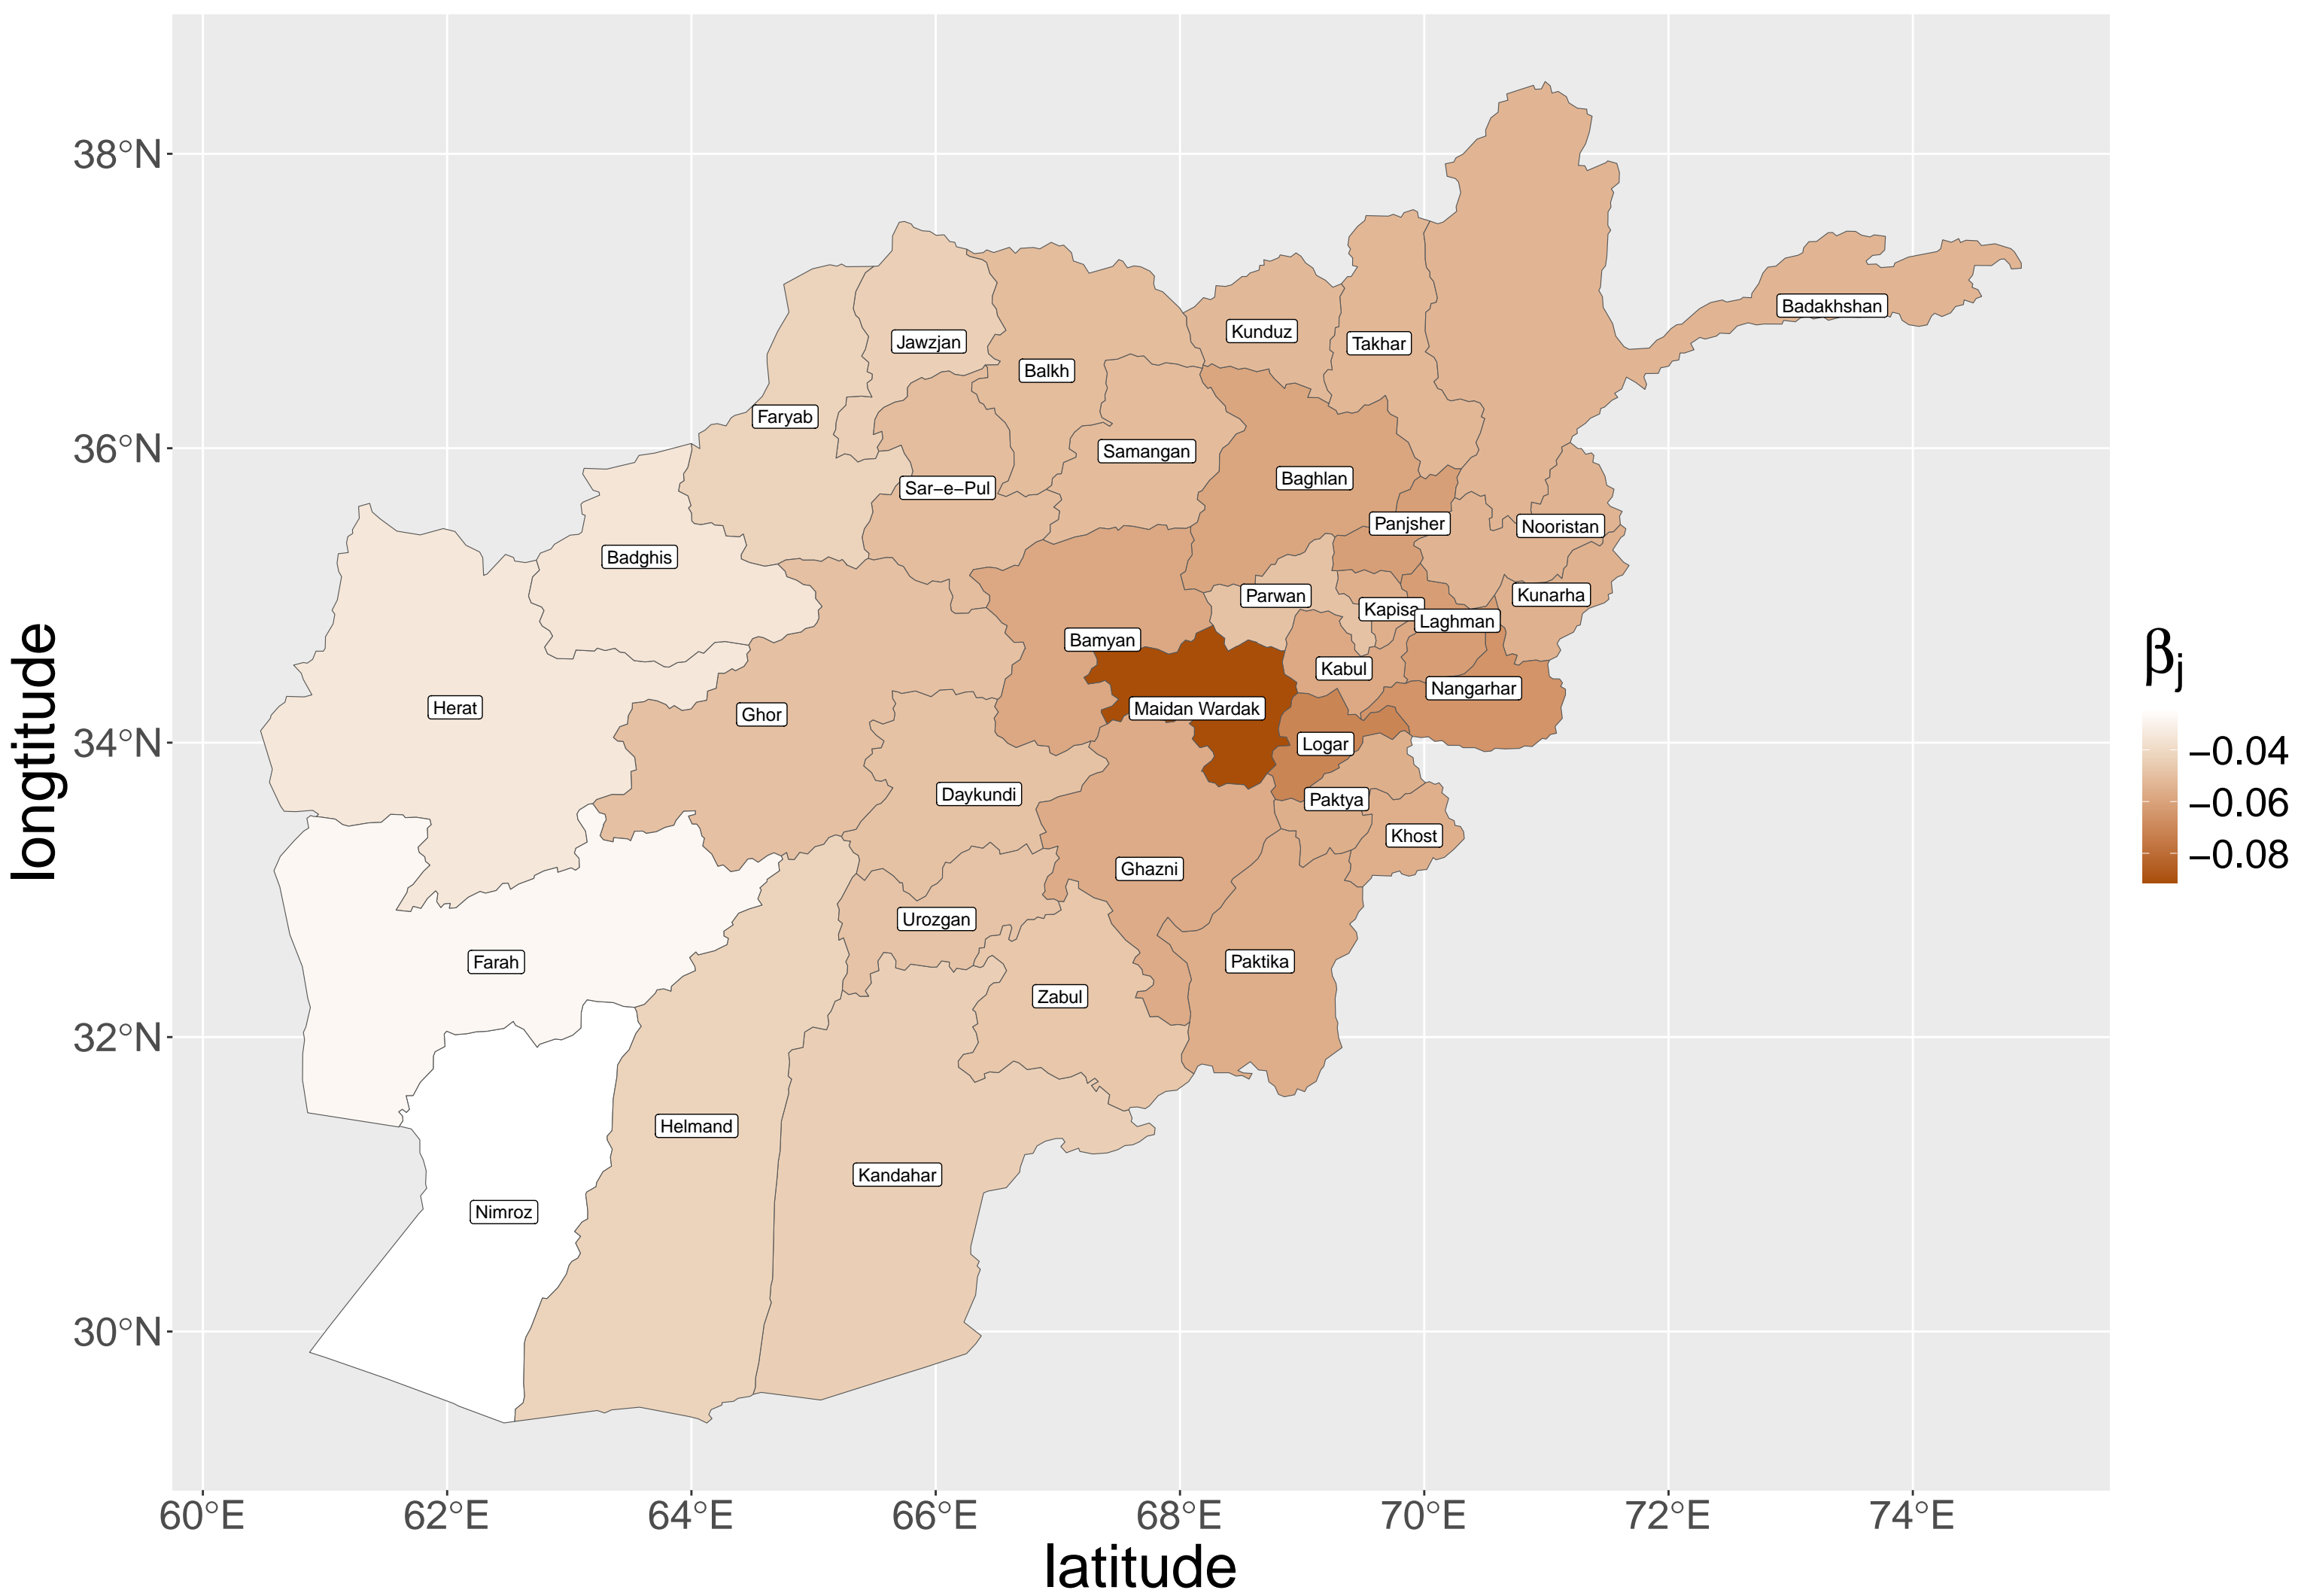 38°N
36°N
34°N
32°N
30°N
longtitude
Jawzjan
Kunduz
Takhar
Badakhshan
Balkh
Faryab
Samangan
Baghlan
Sar−e−Pul
Panjsher
Nooristan
Badghis
Parwan
Kapisa
Kunarha
Laghman
Bamyan
Kabul
Nangarhar
Herat
Ghor
Maidan Wardak
Logar
Daykundi
Paktya
Khost
Ghazni
Urozgan
Farah
Paktika
Zabul
Helmand
Kandahar
Nimroz
60°E 62°E 64°E 66°E 68°E 70°E 72°E 74°E
latitude
βj
−0.04
−0.06
−0.08